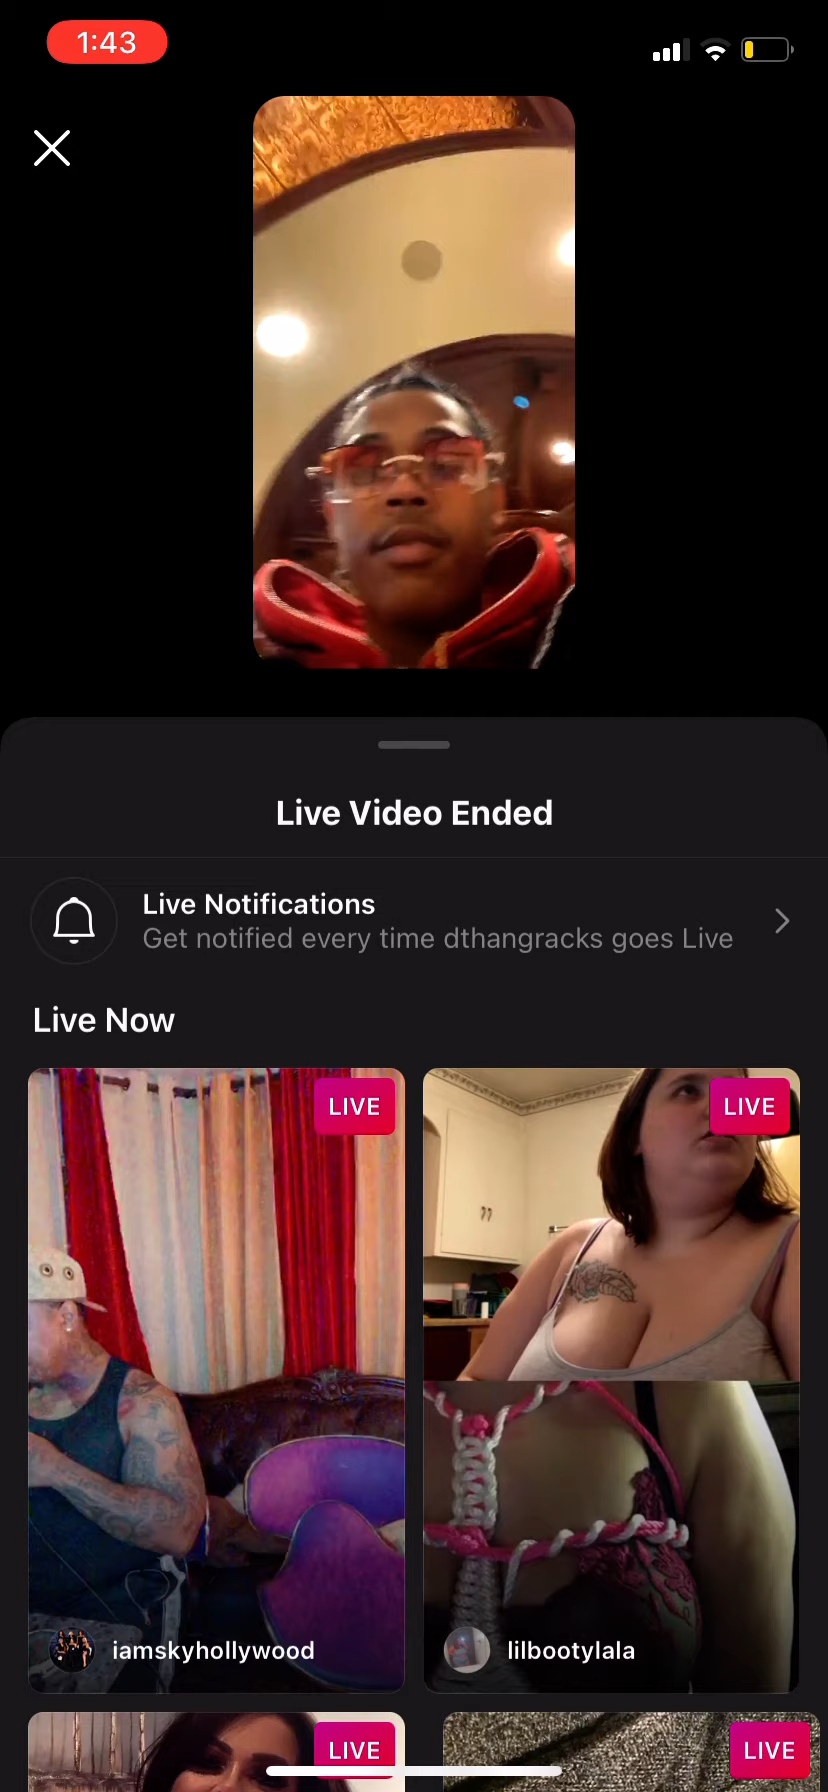 1:43
Live Video Ended
Live Notifications
Get notified every time dthangracks goes Live
Live Now
LIVE
LIVE
iamskyhollywood
lilbootylala
LIVE
LIVE